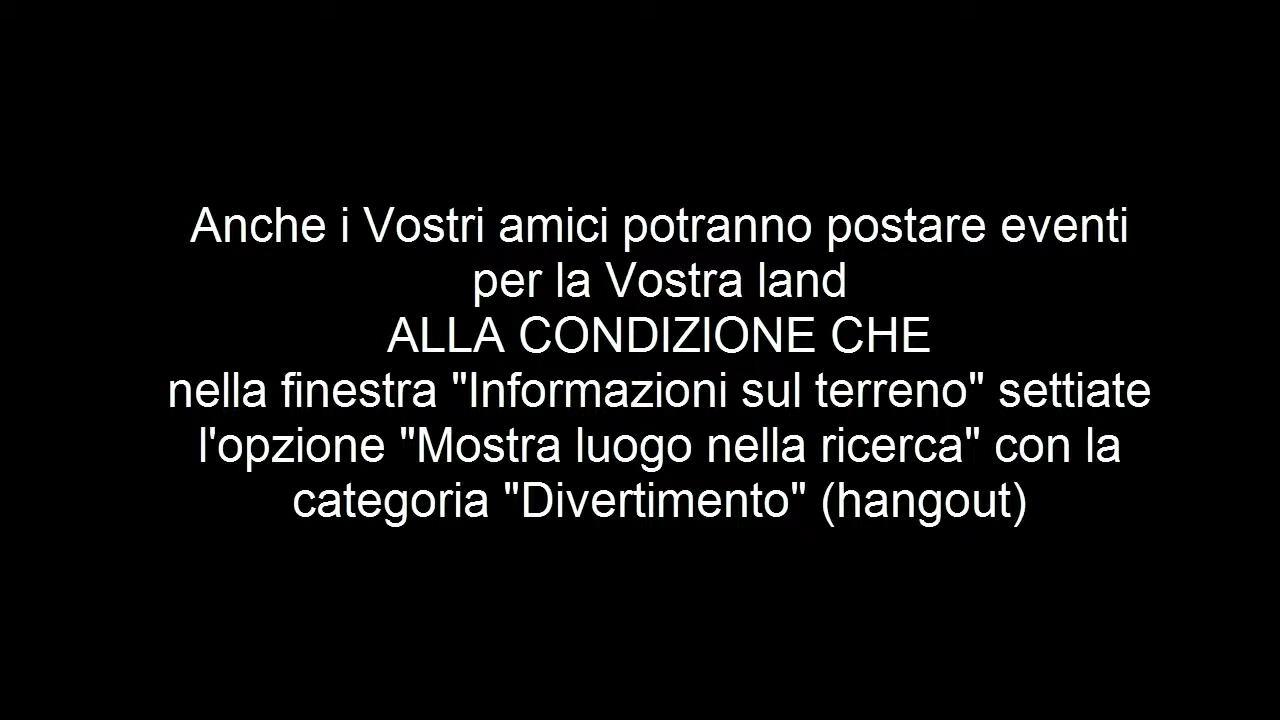 Anche i Vostri amici potranno postare eventi
per la Vostra land
ALLA CONDIZIONE CHE
nella finestra "Informazioni sul terreno" settiate
l'opzione "Mostra luogo nella ricerca" con la
categoria "Divertimento" (hangout)